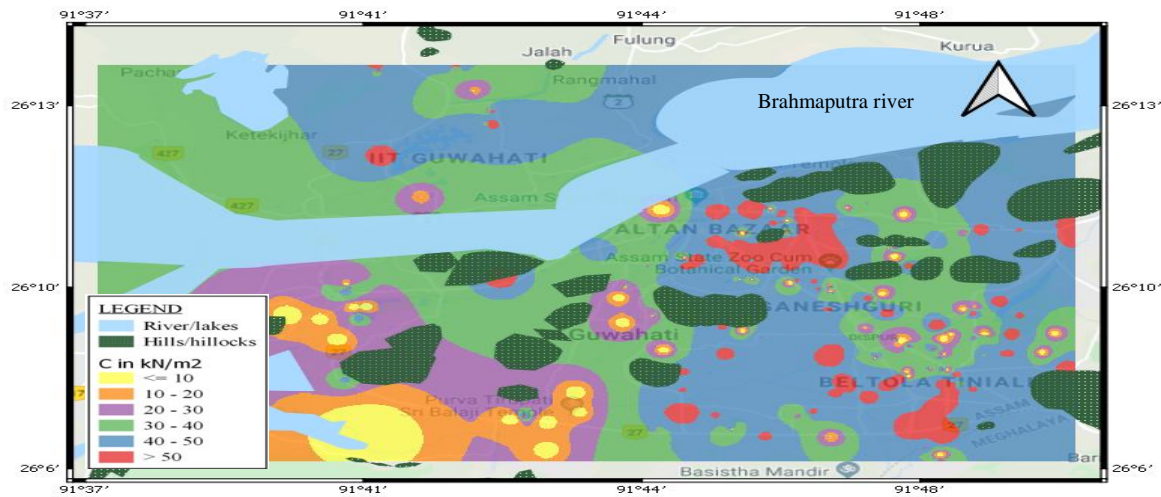 91°37’ 91°41’ 91°44’ 91°48’
Jalah
Fulung
Kurua
Rangmahal
2
26°13’ 26°13’
Brahmaputra river
Ketekijhar
427
27
IIT GUWAHATI
427
ALTAN BAZAAR
Assam State Zoo Cum
Botanical Garden
26°10’ 26°10’
LEGEND
River/lakes
Hills/hillocks
C in kN/m2
<= 10
10 - 20
20 - 30
30 - 40
40 - 50
> 50
GANESHGURI
Guwahati
DISPUR
27
BELTOLA TINIALI
Purva Tirupati
Sri Balaji Temple
27
27
ASSAM
MEGHALAYA
Basistha Mandir
26°6’ 26°6’
91°37’ 91°41’ 91°44’ 91°48’